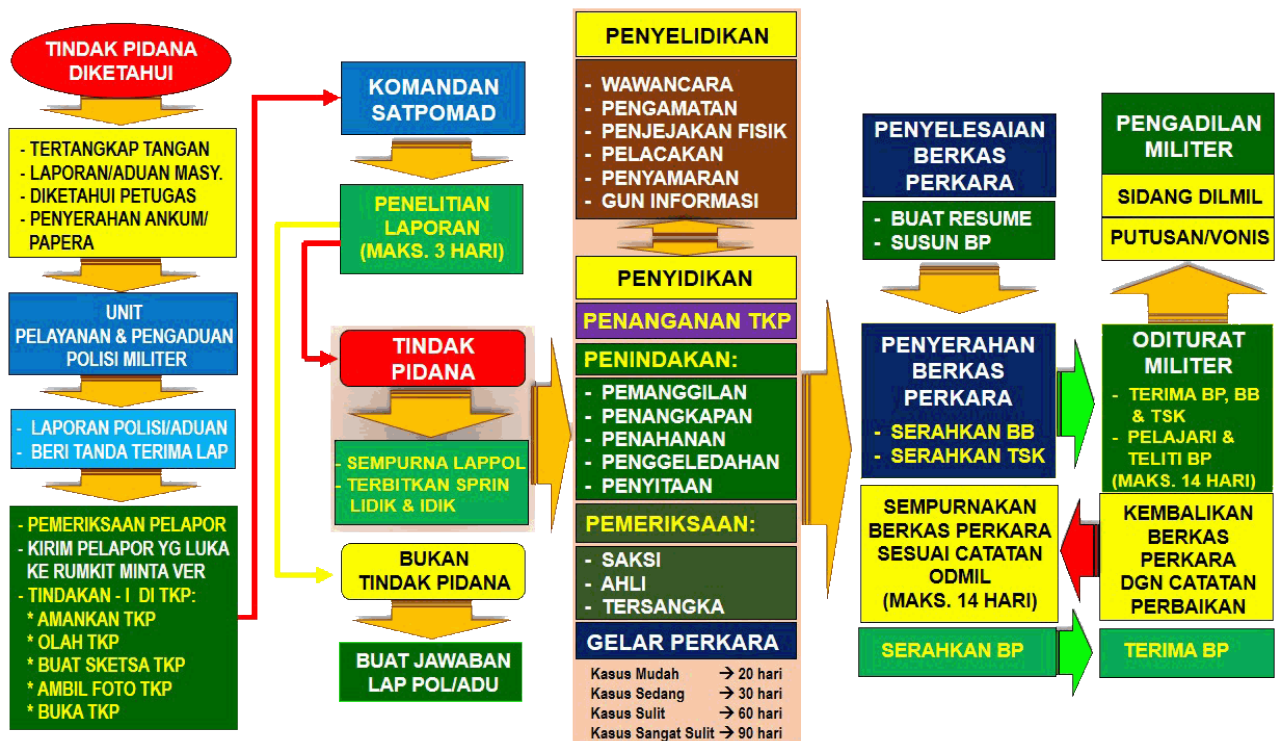 TINDAK PIDANA
DIKETAHUI
- TERTANGKAP TANGAN
- LAPORAN/ADUAN MASY.
- DIKETAHUI PETUGAS
- PENYERAHAN ANKUM/
PAPERA
UNIT
PELAYANAN & PENGADUAN
POLISI MILITER
- LAPORAN POLISI/ADUAN
- BERI TANDA TERIMA LAP
- PEMERIKSAAN PELAPOR
- KIRIM PELAPOR YG LUKA
KE RUMKIT MINTA VER
- TINDAKAN - I DI TKP:
* AMANKAN TKP
* OLAH TKP
* BUAT SKETSA TKP
* AMBIL FOTO TKP
* BUKA TKP
KOMANDAN
SATPOMAD
PENELITIAN
LAPORAN
(MAKS. 3 HARI)
TINDAK
PIDANA
- SEMPURNA LAPPOL
- TERBITKAN SPRIN
LIDIK & IDIK
BUKAN
TINDAK PIDANA
BUAT JAWABAN
LAP POL/ADU
PENYELIDIKAN
- WAWANCARA
- PENGAMATAN
- PENJEJAKAN FISIK
- PELACAKAN
- PENYAMARAN
- GUN INFORMASI
PENYIDIKAN
PENANGANAN TKP
PENINDAKAN:
- PEMANGGILAN
- PENANGKAPAN
- PENAHANAN
- PENGGELEDAHAN
- PENYITAAN
PEMERIKSAAN:
- SAKSI
- AHLI
- TERSANGKA
GELAR PERKARA
Kasus Mudah → 20 hari
Kasus Sedang → 30 hari
Kasus Sulit → 60 hari
Kasus Sangat Sulit → 90 hari
PENYELESAIAN
BERKAS
PERKARA
- BUAT RESUME
- SUSUN BP
PENYERAHAN
BERKAS
PERKARA
- SERAHKAN BB
- SERAHKAN TSK
SEMPURNAKAN
BERKAS PERKARA
SESUAI CATATAN
ODMIL
(MAKS. 14 HARI)
SERAHKAN BP
PENGADILAN
MILITER
SIDANG DILMIL
PUTUSAN/VONIS
ODITURAT
MILITER
- TERIMA BP, BB
& TSK
- PELAJARI &
TELITI BP
(MAKS. 14 HARI)
KEMBALIKAN
BERKAS
PERKARA
DGN CATATAN
PERBAIKAN
TERIMA BP